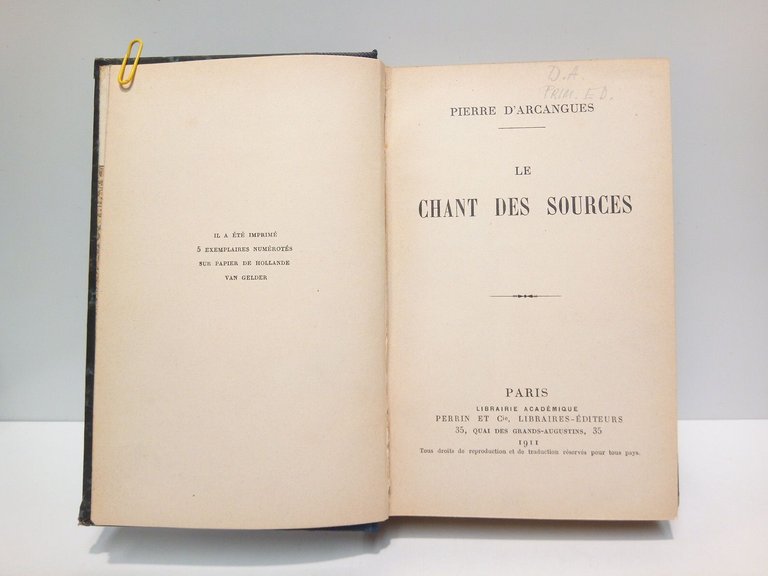 IL A ÉTÉ IMPRIMÉ
5 EXEMPLAIRES NUMÉROTÉS
SUR PAPIER DE HOLLANDE
VAN GELDER
D.A.
PRIM. ED.
PIERRE D'ARCANGUES
LE
CHANT DES SOURCES
PARIS
LIBRAIRIE ACADÉMIQUE
PERRIN ET Cie, LIBRAIRES-ÉDITEURS
35, QUAI DES GRANDS-AUGUSTINS, 35
1911
Tous droits de reproduction et de traduction réservés pour tous pays.